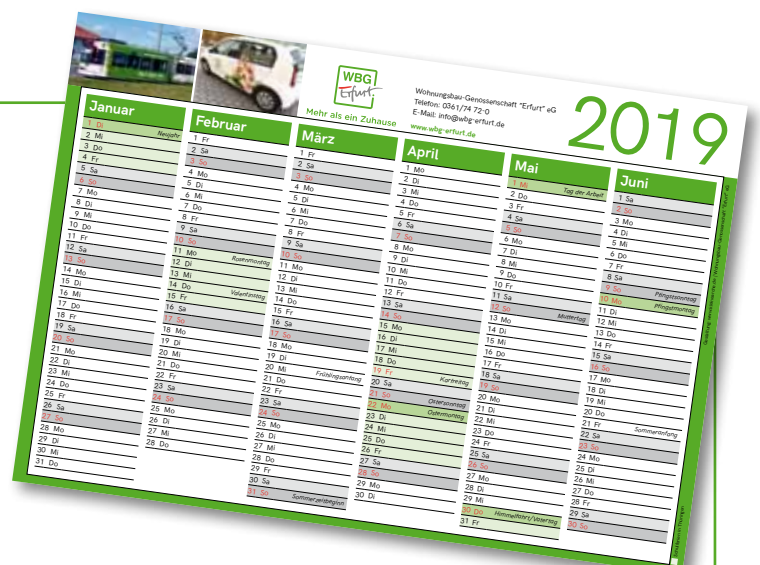 WBG
Erfurt
Mehr als ein Zuhause
Wohnungsbau-Genossenschaft "Erfurt" eG
Telefon: 0361/74 72-0
E-Mail: info@wbg-erfurt.de
www.wbg-erfurt.de
2019
Januar
1 Di Neujahr
2 Mi
3 Do
4 Fr
5 Sa
6 So
7 Mo
8 Di
9 Mi
10 Do
11 Fr
12 Sa
13 So
14 Mo
15 Di
16 Mi
17 Do
18 Fr
19 Sa
20 So
21 Mo
22 Di
23 Mi
24 Do
25 Fr
26 Sa
27 So
28 Mo
29 Di
30 Mi
31 Do
Februar
1 Fr
2 Sa
3 So
4 Mo
5 Di
6 Mi
7 Do
8 Fr
9 Sa
10 So
11 Mo Rosenmontag
12 Di
13 Mi
14 Do Valentinstag
15 Fr
16 Sa
17 So
18 Mo
19 Di
20 Mi
21 Do
22 Fr
23 Sa
24 So
25 Mo
26 Di
27 Mi
28 Do
März
1 Fr
2 Sa
3 So
4 Mo
5 Di
6 Mi
7 Do
8 Fr
9 Sa
10 So
11 Mo
12 Di
13 Mi
14 Do
15 Fr
16 Sa
17 So
18 Mo
19 Di
20 Mi Frühlingsanfang
21 Do
22 Fr
23 Sa
24 So
25 Mo
26 Di
27 Mi
28 Do
29 Fr
30 Sa
31 So Sommerzeitbeginn
April
1 Mo
2 Di
3 Mi
4 Do
5 Fr
6 Sa
7 So
8 Mo
9 Di
10 Mi
11 Do
12 Fr
13 Sa
14 So
15 Mo
16 Di
17 Mi
18 Do
19 Fr Karfreitag
20 Sa
21 So Ostersonntag
22 Mo Ostermontag
23 Di
24 Mi
25 Do
26 Fr
27 Sa
28 So
29 Mo
30 Di
Mai
1 Mi Tag der Arbeit
2 Do
3 Fr
4 Sa
5 So
6 Mo
7 Di
8 Mi
9 Do
10 Fr
11 Sa
12 So Muttertag
13 Mo
14 Di
15 Mi
16 Do
17 Fr
18 Sa
19 So
20 Mo
21 Di
22 Mi
23 Do
24 Fr
25 Sa
26 So
27 Mo
28 Di
29 Mi
30 Do Himmelfahrt/Vatertag
31 Fr
Juni
1 Sa
2 So
3 Mo
4 Di
5 Mi
6 Do
7 Fr
8 Sa
9 So Pfingstsonntag
10 Mo Pfingstmontag
11 Di
12 Mi
13 Do
14 Fr
15 Sa
16 So
17 Mo
18 Di
19 Mi
20 Do
21 Fr Sommeranfang
22 Sa
23 So
24 Mo
25 Di
26 Mi
27 Do
28 Fr
29 Sa
30 So